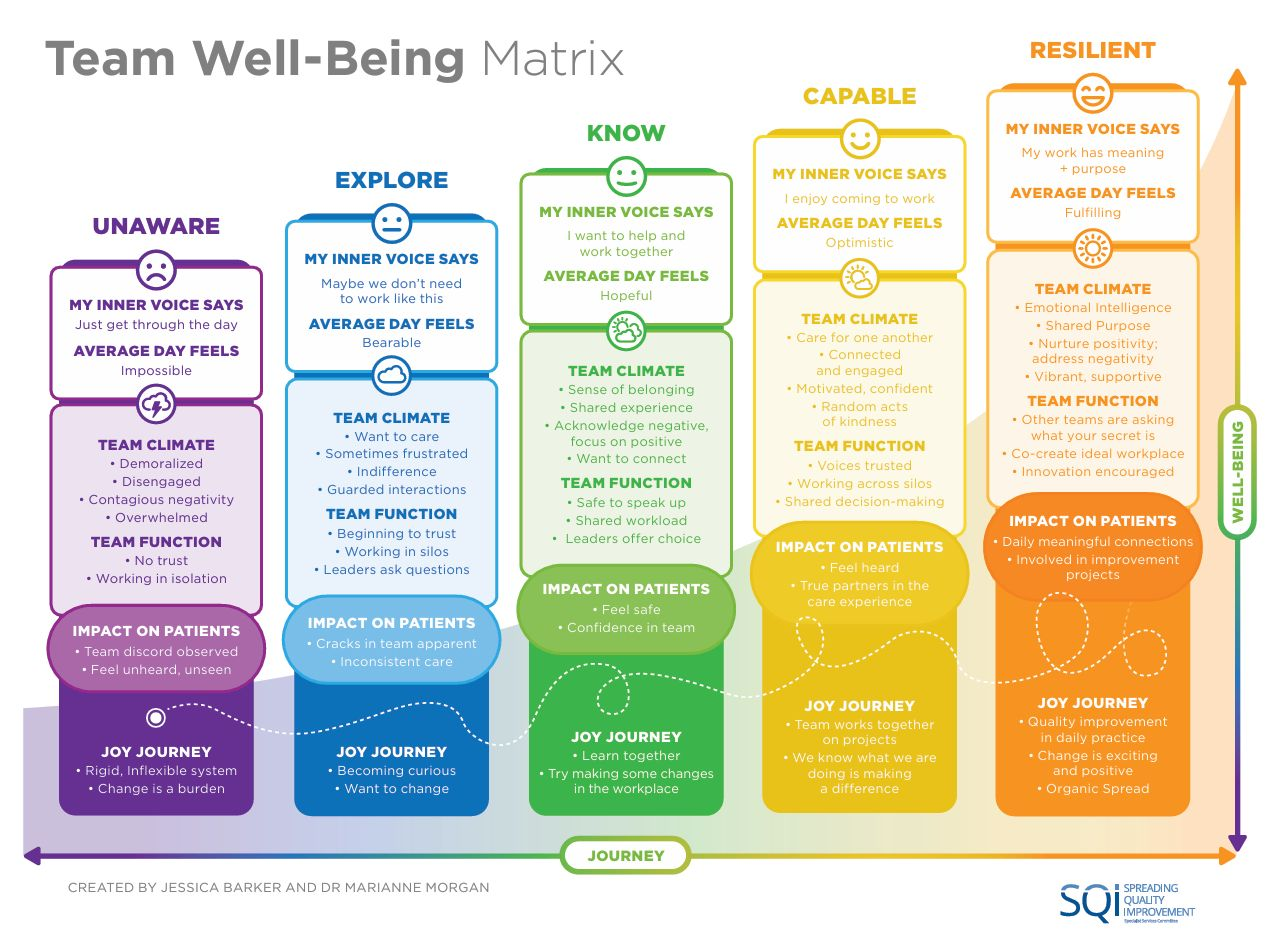 Team Well-Being Matrix
UNAWARE
MY INNER VOICE SAYS
Just get through the day
AVERAGE DAY FEELS
Impossible
TEAM CLIMATE
• Demoralized
• Disengaged
• Contagious negativity
• Overwhelmed
TEAM FUNCTION
• No trust
• Working in isolation
IMPACT ON PATIENTS
• Team discord observed
• Feel unheard, unseen
JOY JOURNEY
• Rigid, Inflexible system
• Change is a burden
EXPLORE
MY INNER VOICE SAYS
Maybe we don't need
to work like this
AVERAGE DAY FEELS
Bearable
TEAM CLIMATE
• Want to care
• Sometimes frustrated
• Indifference
• Guarded interactions
TEAM FUNCTION
• Beginning to trust
• Working in silos
• Leaders ask questions
IMPACT ON PATIENTS
• Cracks in team apparent
• Inconsistent care
JOY JOURNEY
• Becoming curious
• Want to change
KNOW
MY INNER VOICE SAYS
I want to help and
work together
AVERAGE DAY FEELS
Hopeful
TEAM CLIMATE
• Sense of belonging
• Shared experience
• Acknowledge negative,
focus on positive
• Want to connect
TEAM FUNCTION
• Safe to speak up
• Shared workload
• Leaders offer choice
IMPACT ON PATIENTS
• Feel safe
• Confidence in team
JOY JOURNEY
• Learn together
• Try making some changes
in the workplace
CAPABLE
MY INNER VOICE SAYS
I enjoy coming to work
AVERAGE DAY FEELS
Optimistic
TEAM CLIMATE
• Care for one another
• Connected
and engaged
• Motivated, confident
• Random acts
of kindness
TEAM FUNCTION
• Voices trusted
• Working across silos
• Shared decision-making
IMPACT ON PATIENTS
• Feel heard
• True partners in the
care experience
JOY JOURNEY
• Team works together
on projects
• We know what we are
doing is making
a difference
RESILIENT
MY INNER VOICE SAYS
My work has meaning
+ purpose
AVERAGE DAY FEELS
Fulfilling
TEAM CLIMATE
• Emotional Intelligence
• Shared Purpose
• Nurture positivity;
address negativity
• Vibrant, supportive
TEAM FUNCTION
• Other teams are asking
what your secret is
• Co-create ideal workplace
• Innovation encouraged
IMPACT ON PATIENTS
• Daily meaningful connections
• Involved in improvement
projects
JOY JOURNEY
• Quality improvement
in daily practice
• Change is exciting
and positive
• Organic Spread
WELL-BEING
JOURNEY
CREATED BY JESSICA BARKER AND DR MARIANNE MORGAN
SQi
SPREADING
QUALITY
IMPROVEMENT
Specialist Services Committee